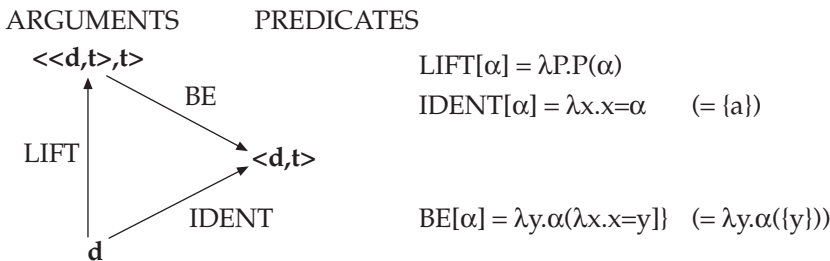 ARGUMENTS PREDICATES
<<d,t>,t>
LIFT[α] = λP.P(α)
BE
IDENT[α] = λx.x=α (= {a})
LIFT
<d,t>
IDENT
BE[α] = λy.α(λx.x=y]} (= λy.α({y}))
d